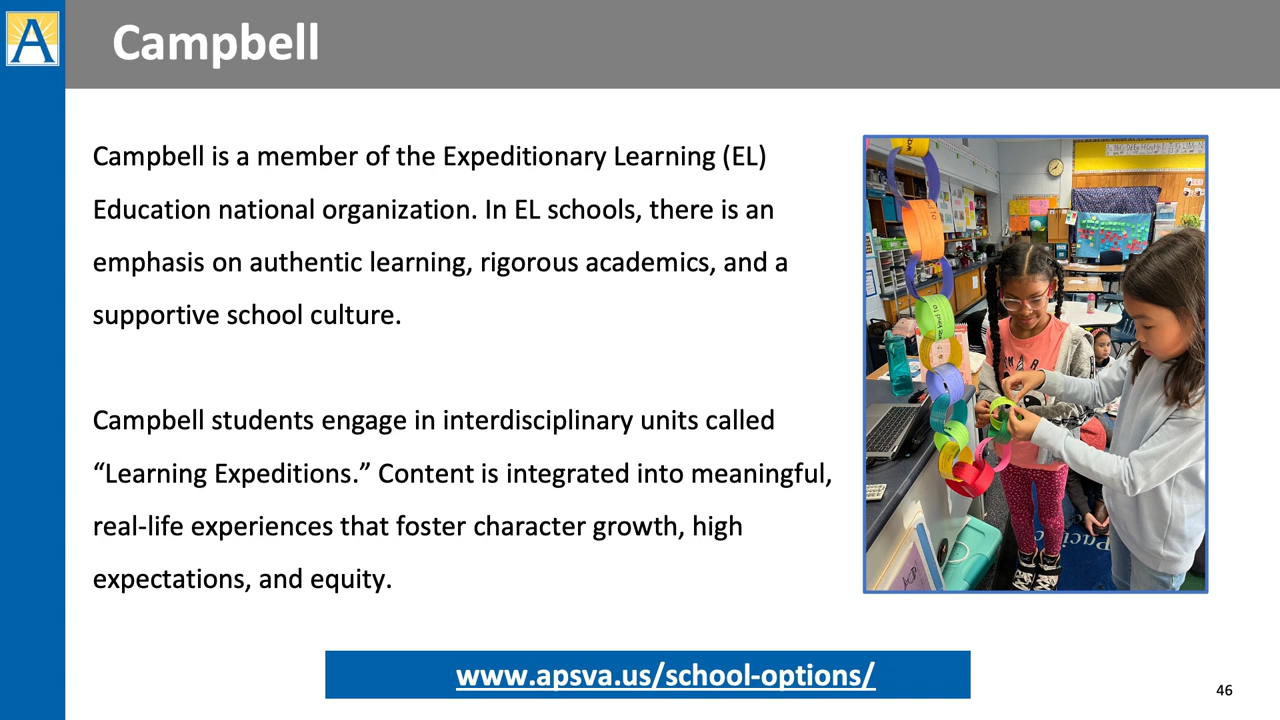 A
Campbell
Campbell is a member of the Expeditionary Learning (EL)
Education national organization. In EL schools, there is an
emphasis on authentic learning, rigorous academics, and a
supportive school culture.
Campbell students engage in interdisciplinary units called
“Learning Expeditions.” Content is integrated into meaningful,
real-life experiences that foster character growth, high
expectations, and equity.
www.apsva.us/school-options/
46